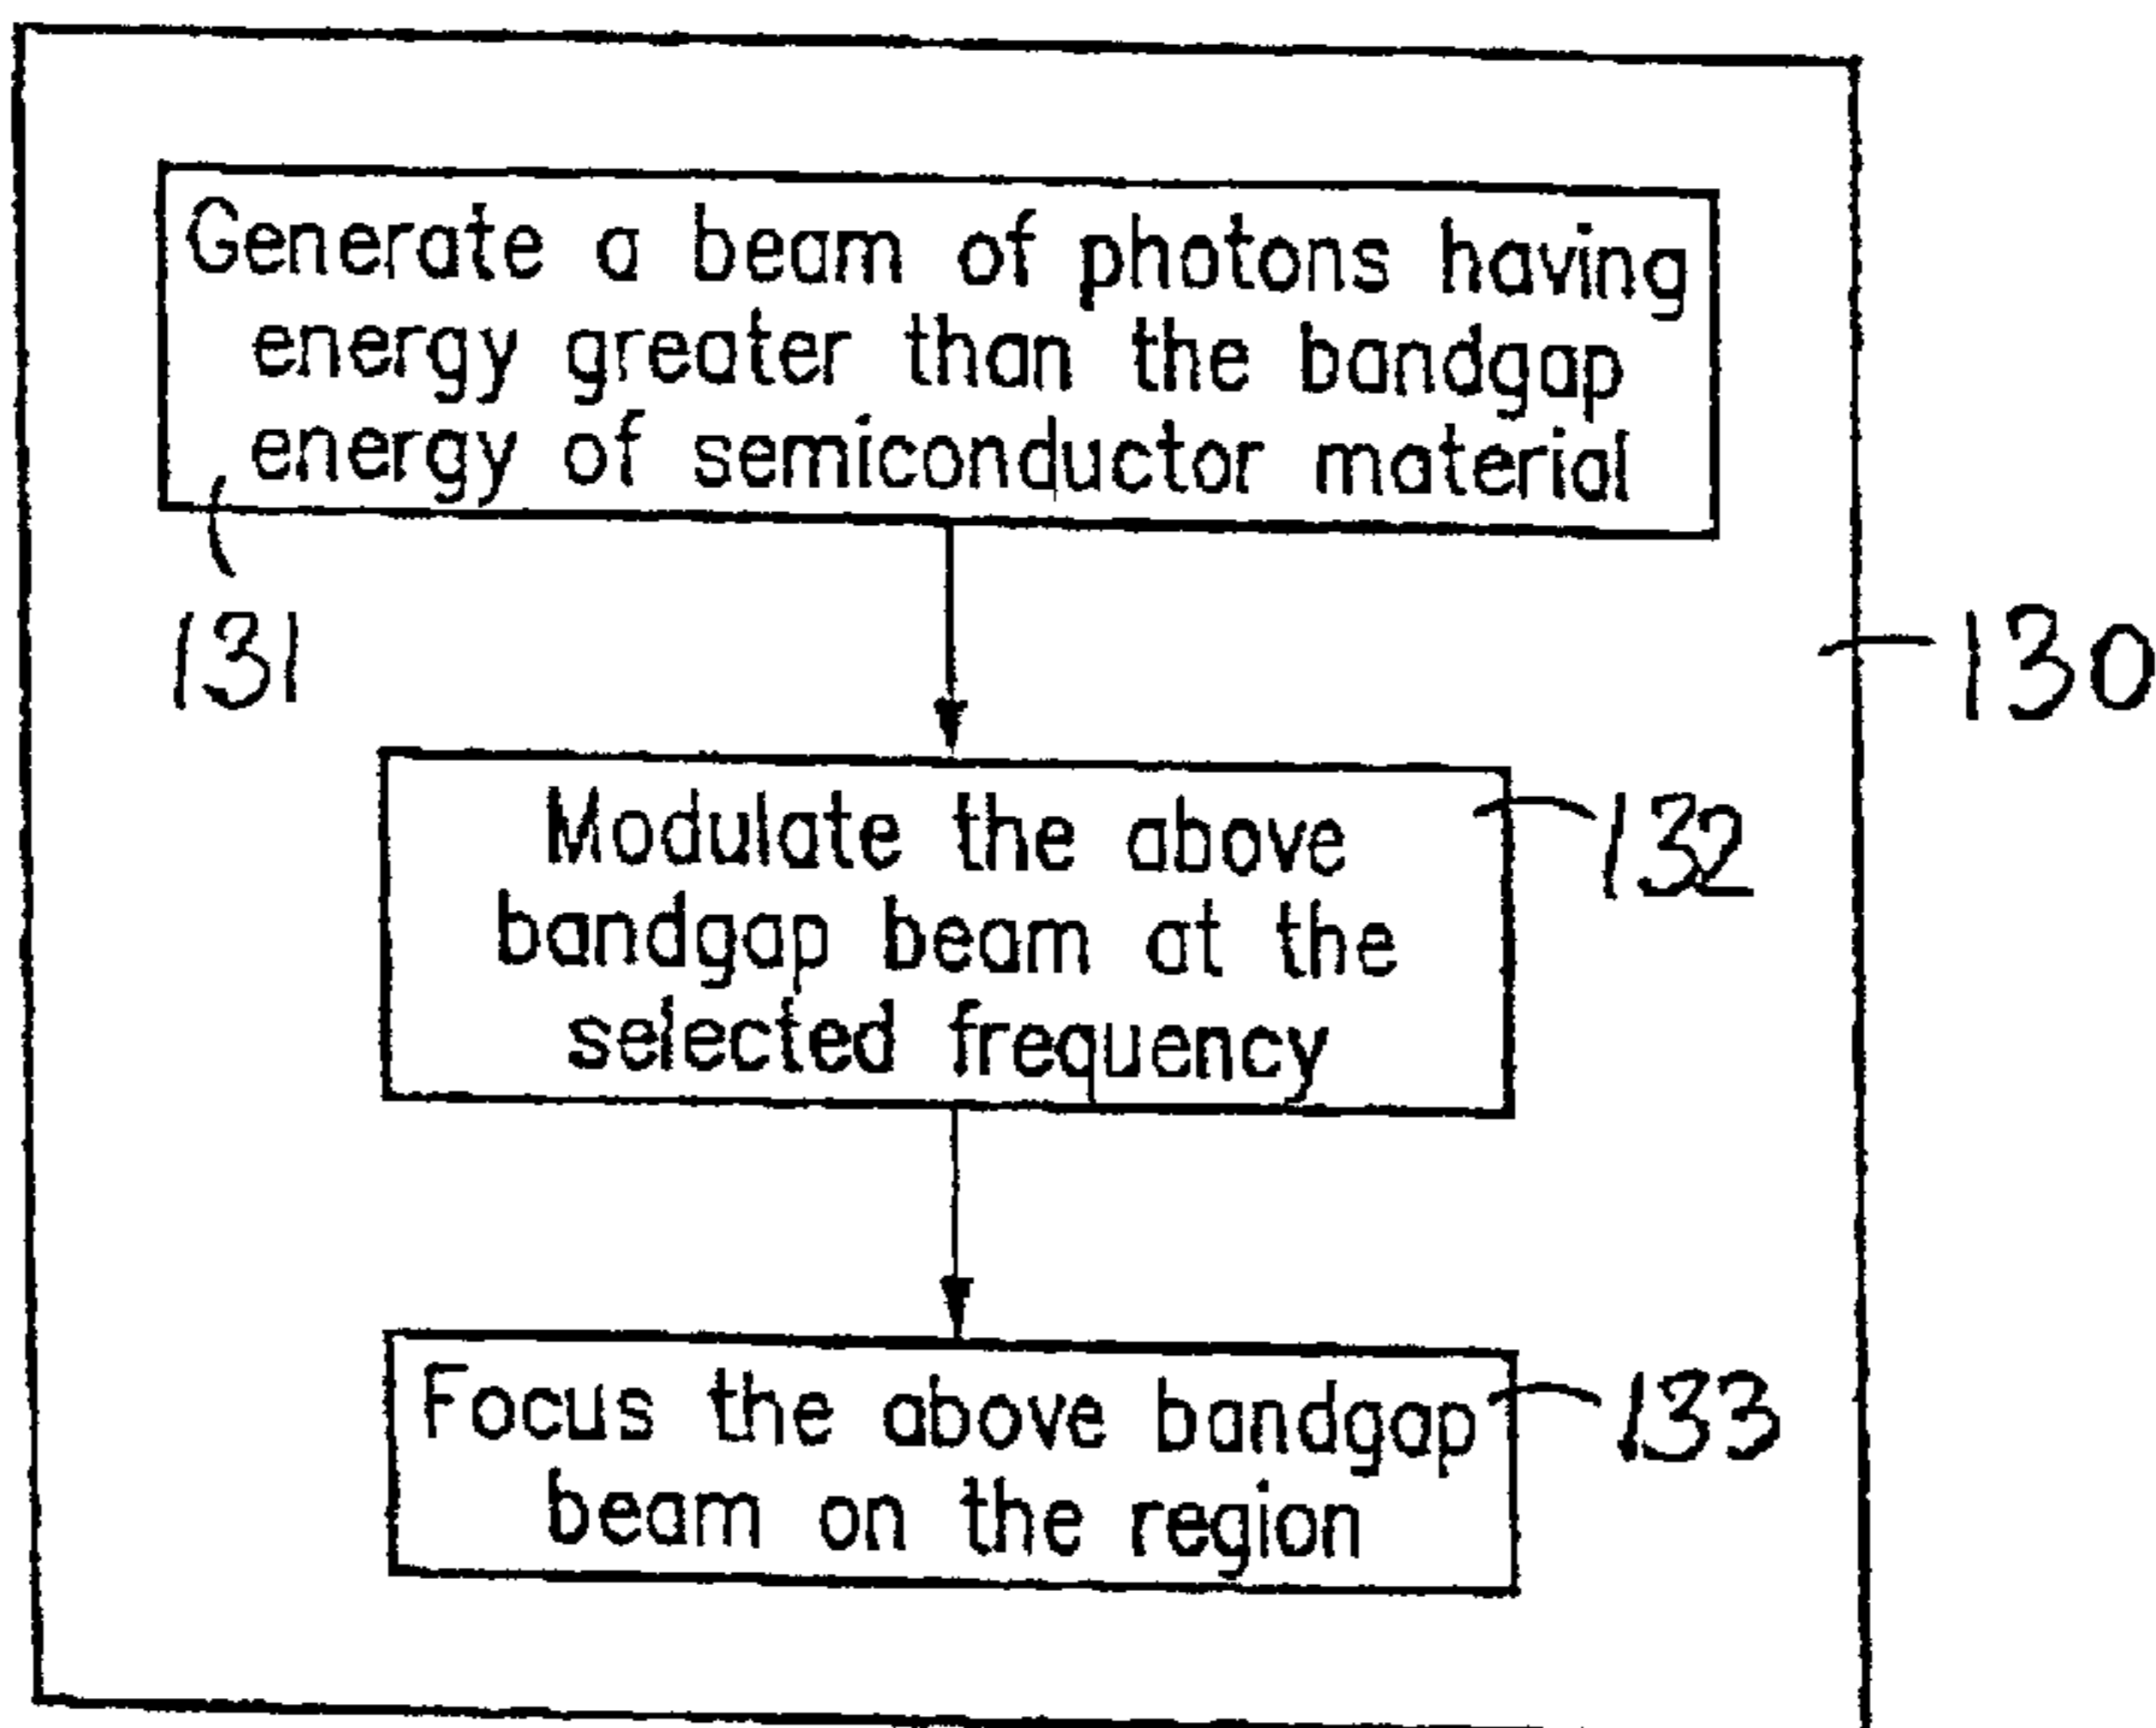 Generate a beam of photons having
energy greater than the bandgap
energy of semiconductor material
131
130
Modulate the above
bandgap beam at the
selected frequency
132
Focus the above bandgap
beam on the region
133